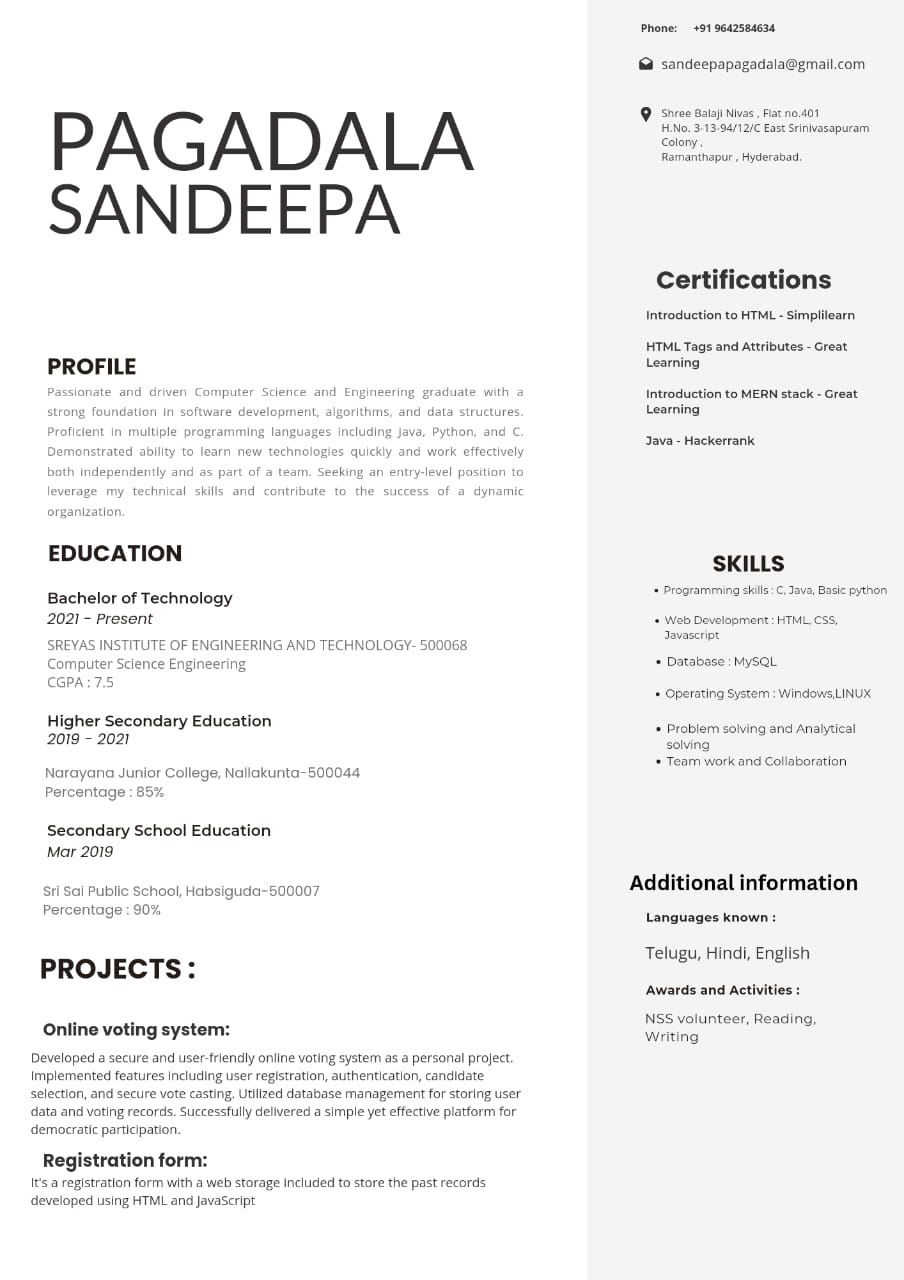 PAGADALA
SANDEEPA
PROFILE
Passionate and driven Computer Science and Engineering graduate with a
strong foundation in software development, algorithms, and data structures.
Proficient in multiple programming languages including Java, Python, and C.
Demonstrated ability to learn new technologies quickly and work effectively
both independently and as part of a team. Seeking an entry-level position to
leverage my technical skills and contribute to the success of a dynamic
organization.
EDUCATION
Bachelor of Technology
2021 - Present
SREYAS INSTITUTE OF ENGINEERING AND TECHNOLOGY- 500068
Computer Science Engineering
CGPA : 7.5
Higher Secondary Education
2019 - 2021
Narayana Junior College, Nallakunta-500044
Percentage : 85%
Secondary School Education
Mar 2019
Sri Sai Public School, Habsiguda-500007
Percentage : 90%
PROJECTS :
Online voting system:
Developed a secure and user-friendly online voting system as a personal project.
Implemented features including user registration, authentication, candidate
selection, and secure vote casting. Utilized database management for storing user
data and voting records. Successfully delivered a simple yet effective platform for
democratic participation.
Registration form:
It's a registration form with a web storage included to store the past records
developed using HTML and JavaScript
Phone: +91 9642584634
sandeepapagadala@gmail.com
Shree Balaji Nivas , Flat no.401
H.No. 3-13-94/12/C East Srinivasapuram
Colony ,
Ramanthapur , Hyderabad.
Certifications
Introduction to HTML - Simplilearn
HTML Tags and Attributes - Great
Learning
Introduction to MERN stack - Great
Learning
Java - Hackerrank
SKILLS
• Programming skills : C, Java, Basic python
• Web Development : HTML, CSS,
Javascript
• Database : MySQL
• Operating System : Windows,LINUX
• Problem solving and Analytical
solving
• Team work and Collaboration
Additional information
Languages known :
Telugu, Hindi, English
Awards and Activities :
NSS volunteer, Reading,
Writing